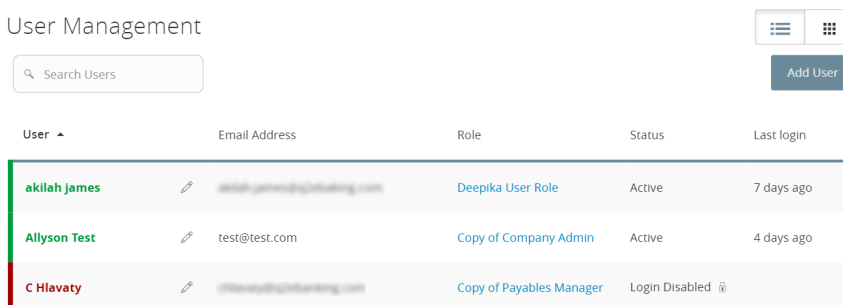 User Management
Search Users
Add User
User Email Address Role Status Last login
akilah james Deepika User Role Active 7 days ago
Allyson Test test@test.com Copy of Company Admin Active 4 days ago
C Hlavaty Copy of Payables Manager Login Disabled